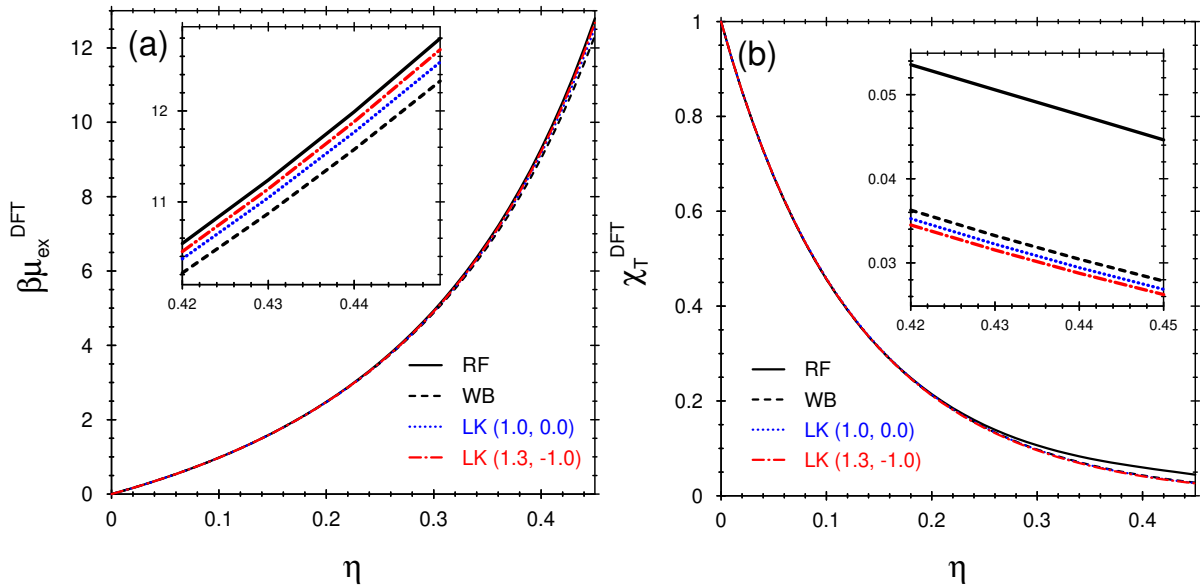 (a)
βμex^DFT
12
10
8
6
4
2
0
0
0.1
0.2
0.3
0.4
η
12
11
0.42
0.43
0.44
RF
WB
LK (1.0, 0.0)
LK (1.3, -1.0)
(b)
χT^DFT
1
0.8
0.6
0.4
0.2
0
0
0.1
0.2
0.3
0.4
η
0.05
0.04
0.03
0.42
0.43
0.44
0.45
RF
WB
LK (1.0, 0.0)
LK (1.3, -1.0)